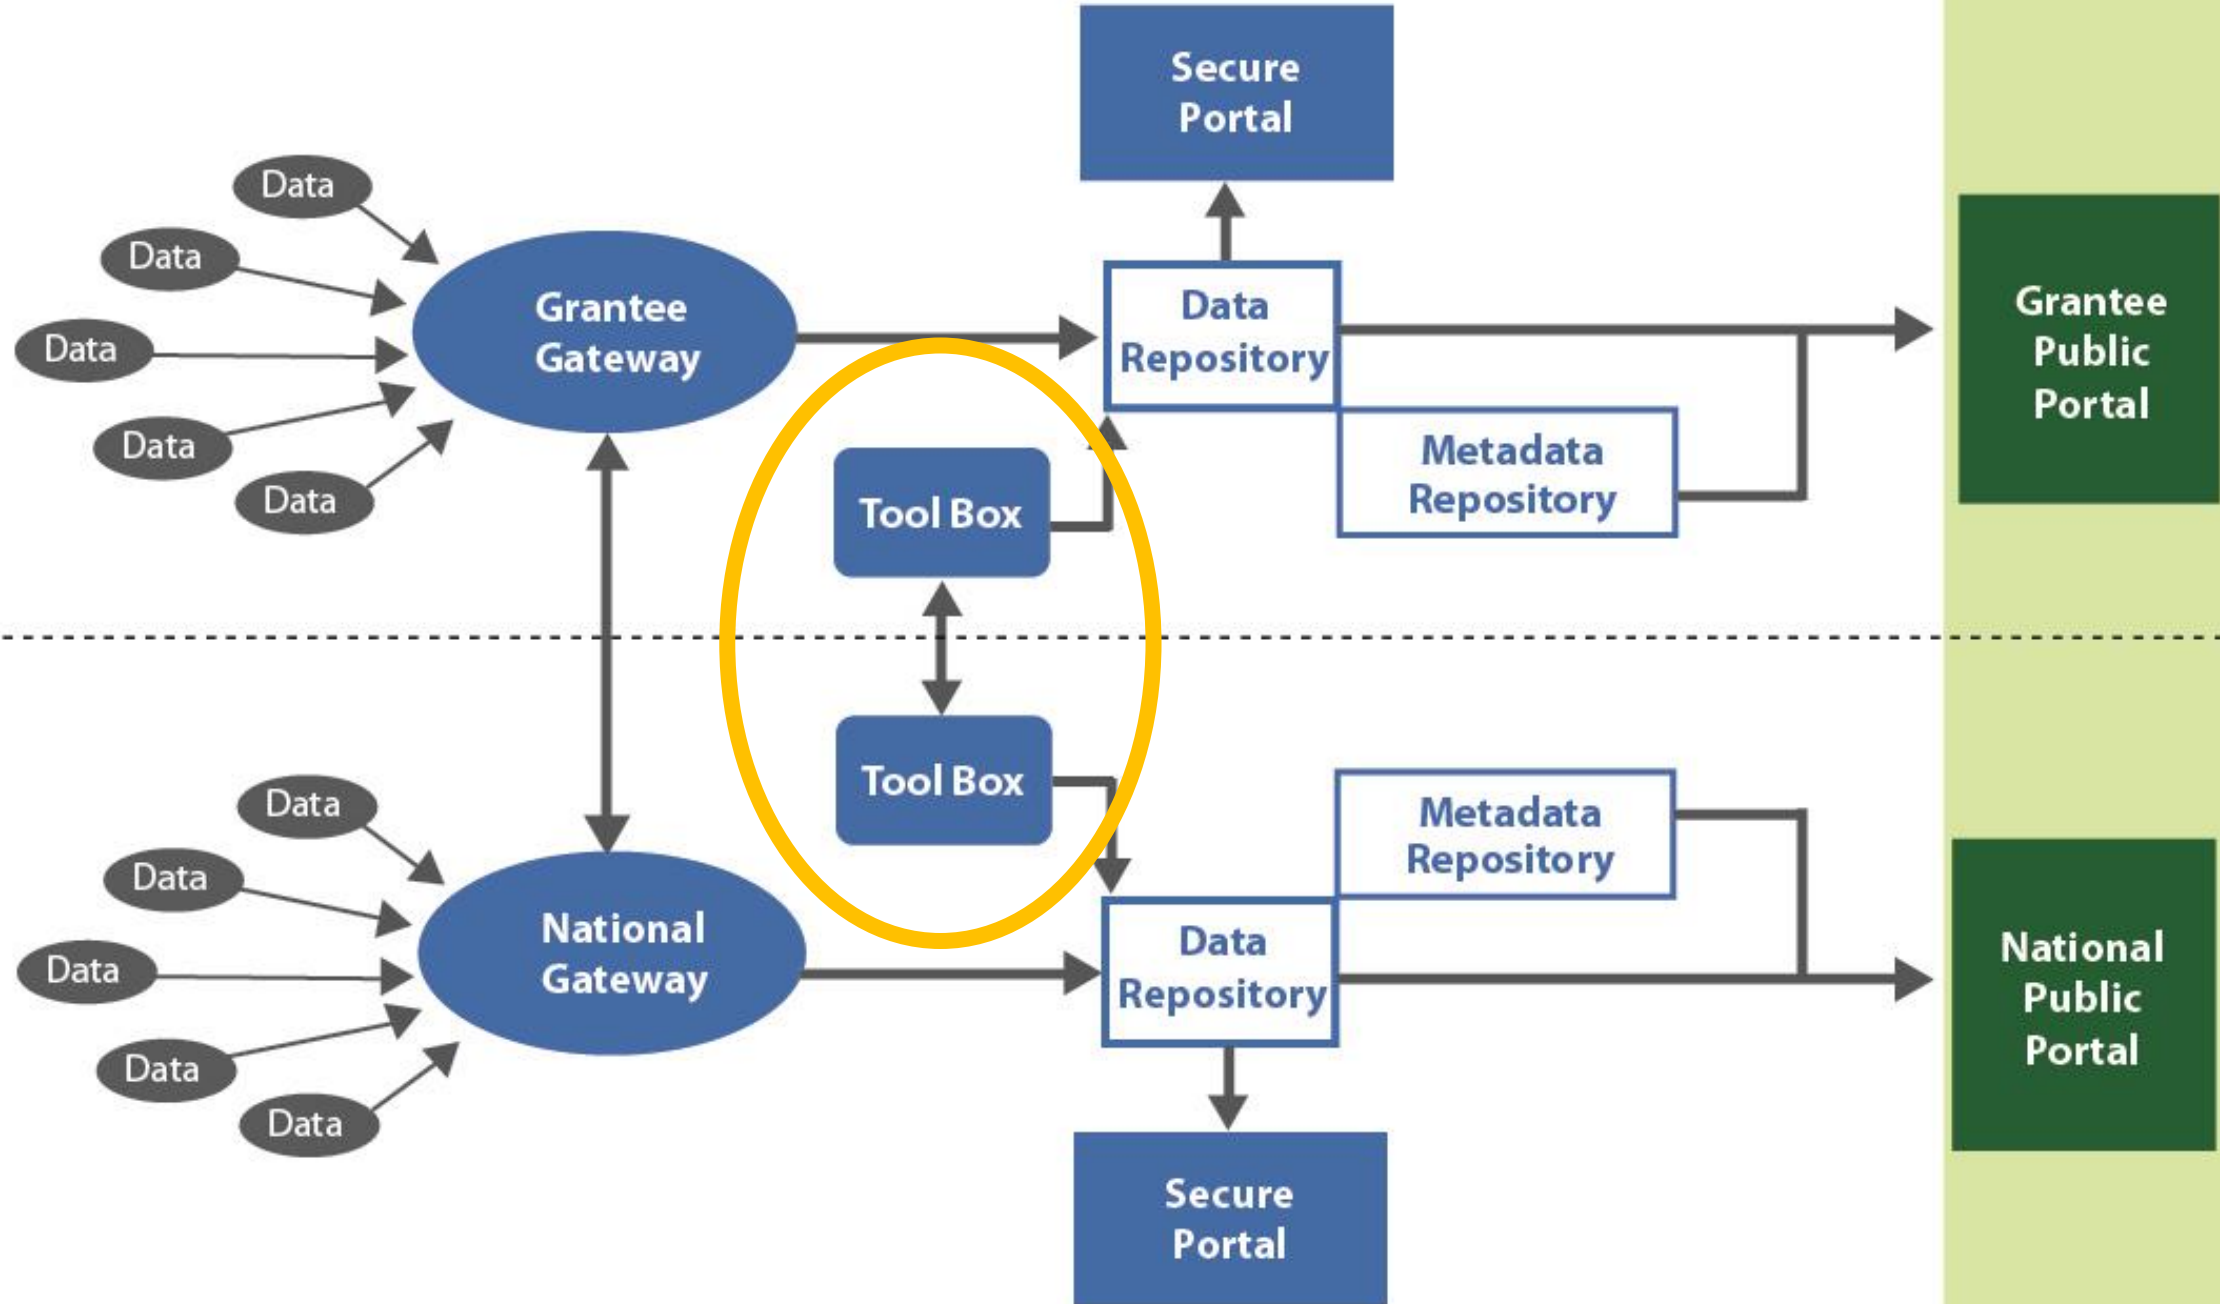 Secure
Portal
Data
Data
Data
Data
Data
Grantee
Gateway
Data
Repository
Metadata
Repository
Grantee
Public
Portal
Tool Box
Tool Box
Data
Data
Data
Data
Data
National
Gateway
Metadata
Repository
Data
Repository
National
Public
Portal
Secure
Portal